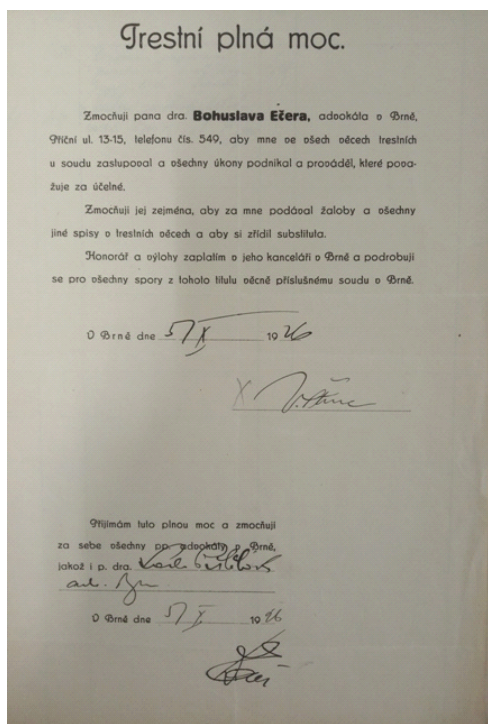 Trestní plná moc.
Zmocňuji pana dra. Bohuslava Ečera, advokáta v Brně,
Příční ul. 13-15, telefonu čís. 549, aby mne ve všech věcech trestních
u soudu zastupoval a všechny úkony podnikal a prováděl, které pova-
žuje za účelné.
Zmocňuji jej zejména, aby za mne podával žaloby a všechny
jiné spisy v trestních věcech a aby si zřídil substituta.
Honorář a výlohy zaplatím v jeho kanceláři v Brně a podrobuji
se pro všechny spory z tohoto titulu věcně příslušnému soudu v Brně.
V Brně dne 5/X 1926
X
Přijímám tuto plnou moc a zmocňuji
za sebe všechny pp. advokáty v Brně,
jakož i p. dra.
adv. Brn
V Brně dne 5/X 1926